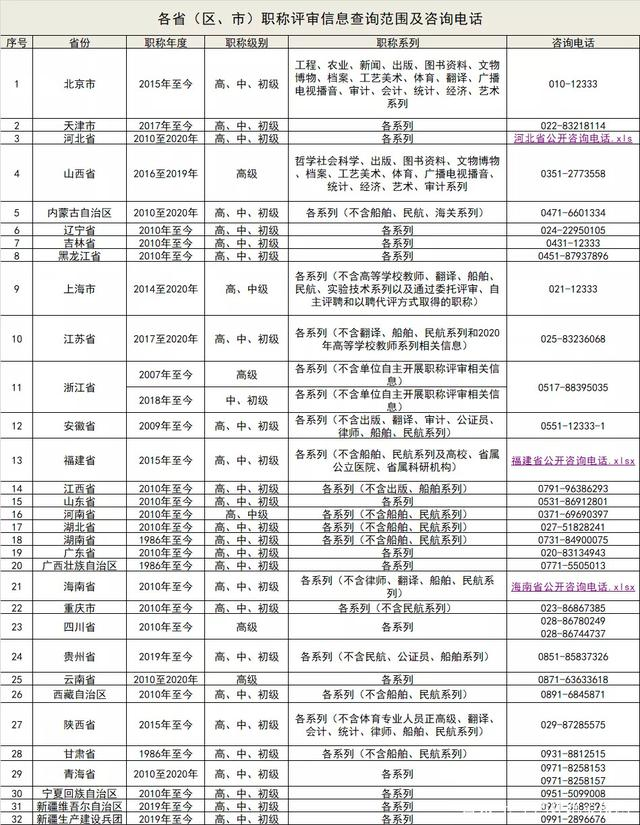 各省（区、市）职称评审信息查询范围及咨询电话
序号 省份 职称年度 职称级别 职称系列 咨询电话
1 北京市 2015年至今 高、中、初级 工程、农业、新闻、出版、图书资料、文物
博物、档案、工艺美术、体育、翻译、广播
电视播音、审计、会计、统计、经济、艺术
系列 010-12333
2 天津市 2017年至今 高、中、初级 各系列 022-83218114
3 河北省 2010至2020年 高、中、初级 各系列 河北省公开咨询电话.xls
4 山西省 2016至2019年 高级 哲学社会科学、出版、图书资料、文物博物
、档案、工艺美术、体育、广播电视播音、
统计、经济、艺术、审计系列 0351-2773558
5 内蒙古自治区 2010至2020年 高、中、初级 各系列（不含船舶、民航、海关系列） 0471-6601334
6 辽宁省 2010年至今 高、中、初级 各系列 024-22950105
7 吉林省 2010年至今 高、中、初级 各系列 0431-12333
8 黑龙江省 2010年至今 高、中、初级 各系列 0451-87937896
9 上海市 2014至2020年 高、中级 各系列（不含高等学校教师、翻译、船舶、
民航、实验技术系列以及通过委托评审、自
主评聘和以聘代评方式取得的职称） 021-12333
10 江苏省 2017至2020年 高、中、初级 各系列（不含翻译、船舶、民航系列和2020
年高等学校教师系列相关信息） 025-83236068
11 浙江省 2007年至今 高级 各系列（不含单位自主开展职称评审相关信
息） 0517-88395035
2018年至今 中、初级 各系列（不含单位自主开展职称评审相关信
息）
12 安徽省 2009年至今 高、中、初级 各系列（不含出版、翻译、审计、公证员、
律师、船舶、民航系列） 0551-12333-1
13 福建省 2015年至今 高、中、初级 各系列（不含船舶、民航系列及高校、省属
公立医院、省属科研机构） 福建省公开咨询电话.xlsx
14 江西省 2010年至今 高、中、初级 各系列（不含出版、船舶系列） 0791-96386293
15 山东省 2010年至今 高、中、初级 各系列 0531-86912801
16 河南省 2010年至今 高、中级 各系列（不含船舶、民航系列） 0371-69690397
17 湖北省 2010年至今 高、中、初级 各系列（不含船舶、民航系列） 027-51828241
18 湖南省 1986年至今 高、中、初级 各系列（不含船舶、民航系列） 0731-84900075
19 广东省 2010年至今 高、中、初级 各系列 020-83134943
20 广西壮族自治区 1986年至今 高、中、初级 各系列 0771-5505013
21 海南省 2010年至今 高、中、初级 各系列（不含律师、翻译、船舶、民航系
列） 海南省公开咨询电话.xlsx
22 重庆市 2010年至今 高、中、初级 各系列（不含民航系列） 023-86867385
23 四川省 2010年至今 高级 各系列 028-86780249
028-86744737
24 贵州省 2019年至今 高、中、初级 各系列（不含民航、公证员、船舶系列） 0851-85837326
25 云南省 2010至2020年 高级 各系列 0871-63633618
26 西藏自治区 2010年至今 高、中、初级 各系列（不含船舶、民航系列） 0891-6845871
27 陕西省 2015年至今 高、中、初级 各系列（不含体育专业人员正高级、翻译、
会计、统计、律师、船舶、民航系列） 029-87285575
28 甘肃省 1986年至今 高、中、初级 各系列（不含船舶、民航系列） 0931-8812515
29 青海省 2010至2020年 高、中、初级 各系列 0971-8258153
0971-8258157
30 宁夏回族自治区 2010年至今 高、中、初级 各系列 0951-5099008
31 新疆维吾尔自治区 2019年至今 高、中、初级 各系列
32 新疆生产建设兵团 2019年至今 高、中、初级 各系列 0991-2896676